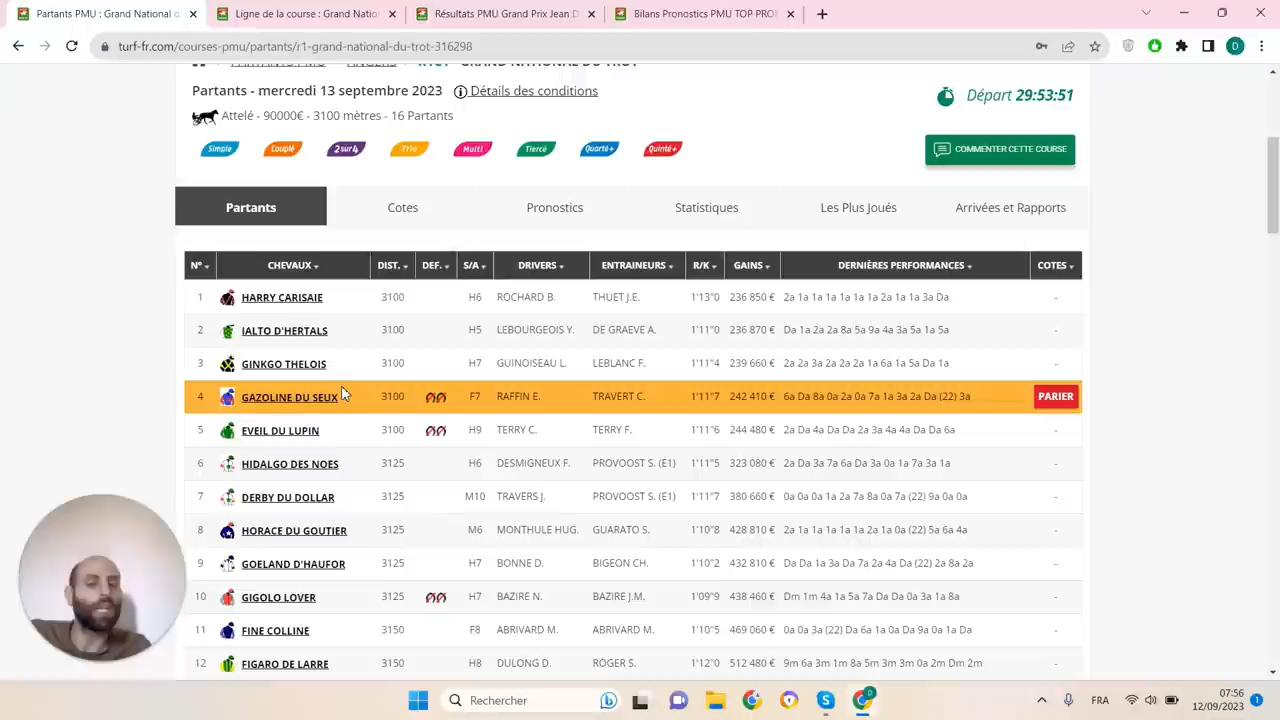 Partants PMU : Grand National d
Ligne de course : Grand Nationa
Résultats PMU Grand Prix Jean D
Bilans Pronostics PMU TOP PROI
turf-fr.com/courses-pmu/partants/r1-grand-national-du-trot-316298
PARTANTS PMU ANGERS R1C1 GRAND NATIONAL DU TROT
Partants - mercredi 13 septembre 2023 Détails des conditions
Départ 29:53:51
Attelé - 90000€ - 3100 mètres - 16 Partants
Simple Couplé 2sur4 Trio Multi Tiercé Quarté+ Quinté+
COMMENTER CETTE COURSE
Partants Cotes Pronostics Statistiques Les Plus Joués Arrivées et Rapports
N° CHEVAUX DIST. DEF. S/A DRIVERS ENTRAINEURS R/K GAINS DERNIÈRES PERFORMANCES COTES
1 HARRY CARISAIE 3100 H6 ROCHARD B. THUET J.E. 1'13"0 236 850 € 2a 1a 1a 1a 1a 1a 2a 1a 1a 3a Da -
2 IALTO D'HERTALS 3100 H5 LEBOURGEOIS Y. DE GRAEVE A. 1'11"0 236 870 € Da 1a 2a 2a 8a 5a 9a 4a 3a 5a 1a 5a -
3 GINKGO THELOIS 3100 H7 GUINOISEAU L. LEBLANC F. 1'11"4 239 660 € 2a 2a 3a 2a 2a 2a 1a 6a 1a 5a Da 1a -
4 GAZOLINE DU SEUX 3100 F7 RAFFIN E. TRAVERT C. 1'11"7 242 410 € 6a Da 8a 0a 2a 0a 7a 1a 3a 2a Da (22) 3a PARIER
5 EVEIL DU LUPIN 3100 H9 TERRY C. TERRY F. 1'11"6 244 480 € 2a Da 4a Da Da 2a 3a 4a 4a Da Da 6a -
6 HIDALGO DES NOES 3125 H6 DESMIGNEUX F. PROVOOST S. (E1) 1'11"5 323 080 € 2a Da 3a 7a 6a Da 3a 0a 1a 7a 3a 1a -
7 DERBY DU DOLLAR 3125 M10 TRAVERS J. PROVOOST S. (E1) 1'11"7 380 660 € 0a 0a 0a 1a 2a 7a 8a 0a 7a (22) 9a 0a 0a -
8 HORACE DU GOUTIER 3125 M6 MONTHULE HUG. GUARATO S. 1'10"8 428 810 € 2a 1a 1a 1a 1a 1a 2a 1a 0a (22) 5a 6a 4a -
9 GOELAND D'HAUFOR 3125 H7 BONNE D. BIGEON CH. 1'10"2 432 810 € Da Da 1a 3a Da 7a 2a 4a Da (22) 2a 8a 2a -
10 GIGOLO LOVER 3125 H7 BAZIRE N. BAZIRE J.M. 1'09"9 438 460 € Dm 1m 4a 1a 5a 7a Da Da 0a 3a 1a 8a -
11 FINE COLLINE 3150 F8 ABRIVARD M. ABRIVARD M. 1'10"5 469 060 € 0a 0a 3a (22) Da 6a 1a 0a Da 9a 0a 1a Da -
12 FIGARO DE LARRE 3150 H8 DULONG D. ROGER S. 1'12"0 512 480 € 9m 6a 3m 1m 8a 5m 3m 3m 0a 2m Dm 2m -
Rechercher
FRA
07:56
12/09/2023